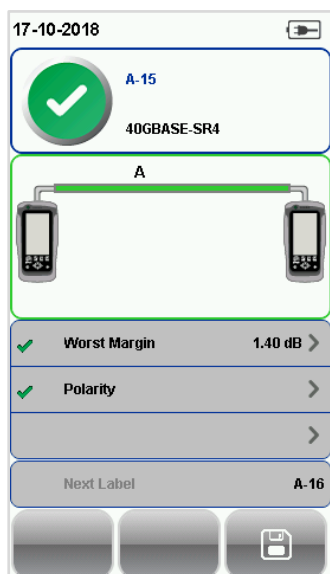 17-10-2018
A-15
40GBASE-SR4
A
Worst Margin 1.40 dB
Polarity
Next Label A-16